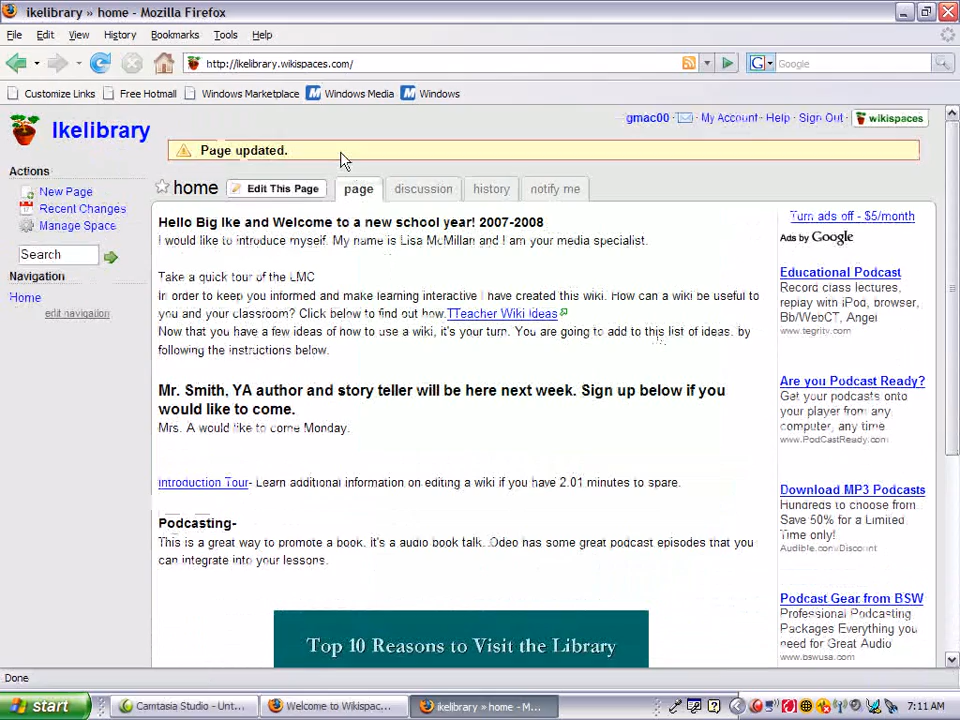 ikelibrary » home - Mozilla Firefox
File Edit View History Bookmarks Tools Help
http://ikelibrary.wikispaces.com/
Google
Customize Links Free Hotmail Windows Marketplace Windows Media Windows
Ikelibrary
gmac00 My Account Help Sign Out wikispaces
Page updated.
Actions
New Page
Recent Changes
Manage Space
Search
Navigation
Home
edit navigation
home Edit This Page page discussion history notify me
Hello Big Ike and Welcome to a new school year! 2007-2008
I would like to introduce myself. My name is Lisa McMillan and I am your media specialist.
Take a quick tour of the LMC
In order to keep you informed and make learning interactive I have created this wiki. How can a wiki be useful to
you and your classroom? Click below to find out how.TTeacher Wiki Ideas
Now that you have a few ideas of how to use a wiki, it's your turn. You are going to add to this list of ideas. by
following the instructions below.
Mr. Smith, YA author and story teller will be here next week. Sign up below if you
would like to come.
Mrs. A would like to come Monday.
Introduction Tour- Learn additional information on editing a wiki if you have 2.01 minutes to spare.
Podcasting-
This is a great way to promote a book. It's a audio book talk. Odeo has some great podcast episodes that you
can integrate into your lessons.
Top 10 Reasons to Visit the Library
Turn ads off - $5/month
Ads by Google
Educational Podcast
Record class lectures,
replay with iPod, browser,
Bb/WebCT, Angel
www.tegrity.com
Are you Podcast Ready?
Get your podcasts onto
your player from any
computer, any time
www.PodCastReady.com
Download MP3 Podcasts
Hundreds to choose from
Save 50% for a Limited
Time only!
Audible.com/Discount
Podcast Gear from BSW
Professional Podcasting
Packages Everything you
need for Great Audio
www.bswusa.com
Done
start Camtasia Studio - Unt... Welcome to Wikispac... ikelibrary » home - M... 7:11 AM